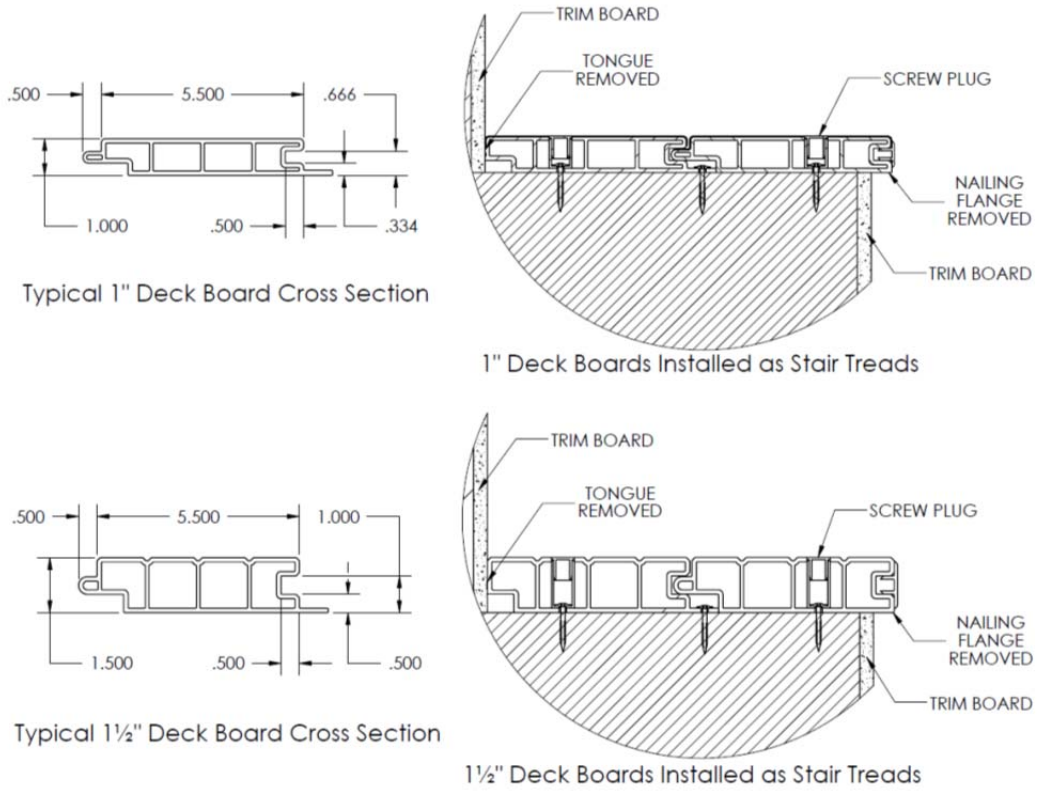 TRIM BOARD
TONGUE
REMOVED
SCREW PLUG
.500
5.500
.666
1.000
.500
.334
NAILING
FLANGE
REMOVED
TRIM BOARD
Typical 1" Deck Board Cross Section
1" Deck Boards Installed as Stair Treads
TRIM BOARD
TONGUE
REMOVED
SCREW PLUG
.500
5.500
1.000
1.500
.500
.500
NAILING
FLANGE
REMOVED
TRIM BOARD
Typical 1½" Deck Board Cross Section
1½" Deck Boards Installed as Stair Treads